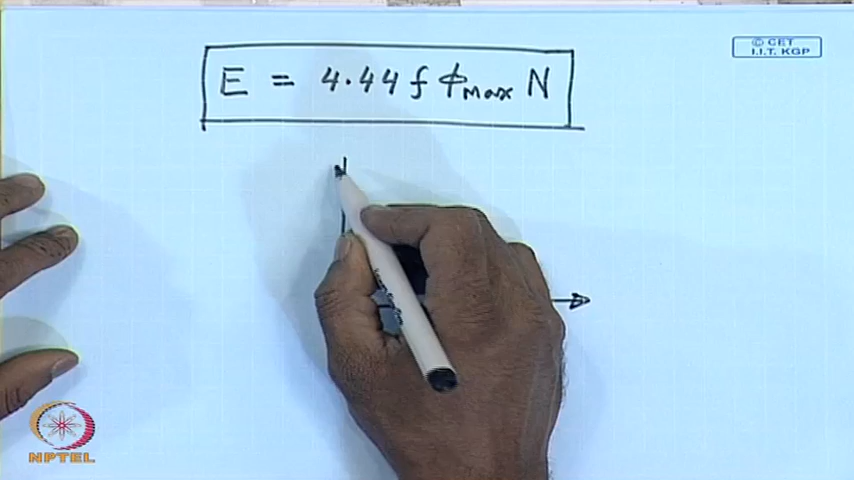 © CET
I.I.T. KGP
E = 4.44 f ϕmax N
NPTEL